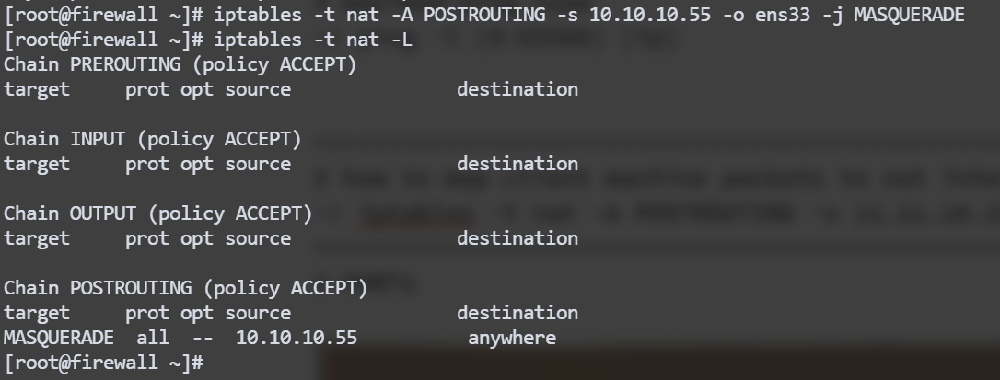 [root@firewall ~]# iptables -t nat -A POSTROUTING -s 10.10.10.55 -o ens33 -j MASQUERADE
[root@firewall ~]# iptables -t nat -L
Chain PREROUTING (policy ACCEPT)
target     prot opt source               destination

Chain INPUT (policy ACCEPT)
target     prot opt source               destination

Chain OUTPUT (policy ACCEPT)
target     prot opt source               destination

Chain POSTROUTING (policy ACCEPT)
target     prot opt source               destination
MASQUERADE  all  --  10.10.10.55          anywhere
[root@firewall ~]#